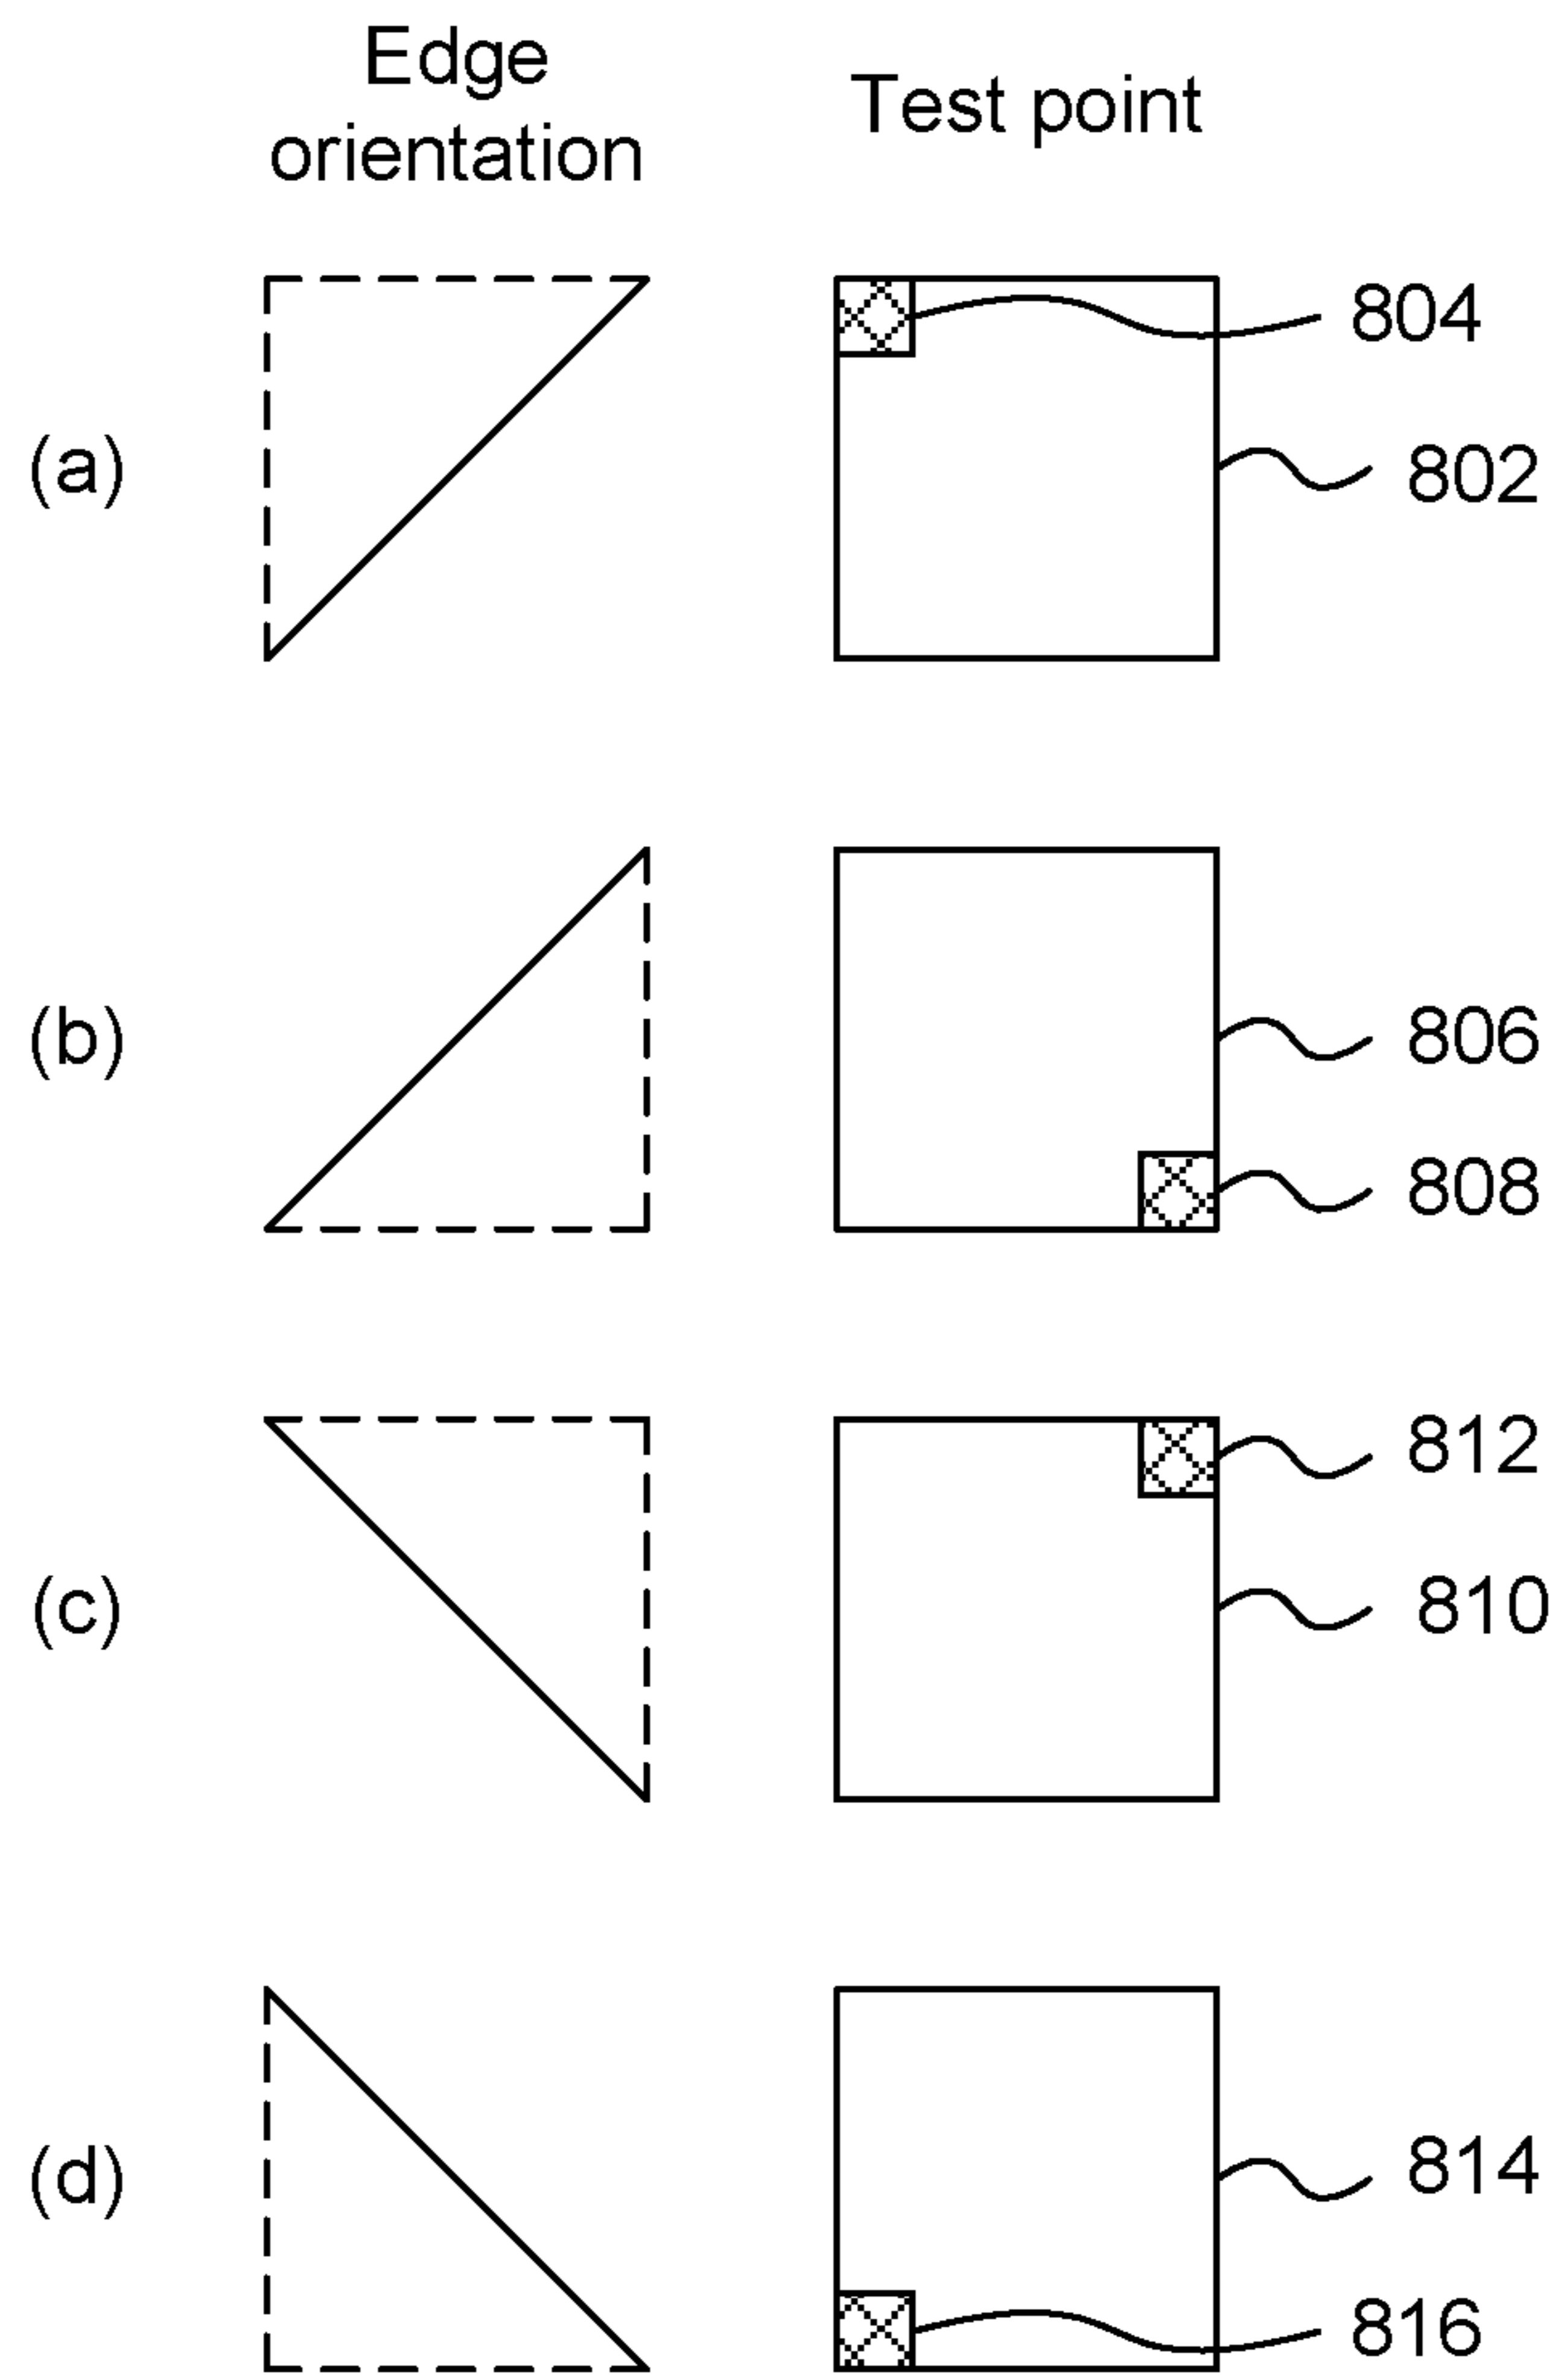 Edge
orientation
Test point
804
(a)
802
(b)
806
808
812
(c)
810
(d)
814
816